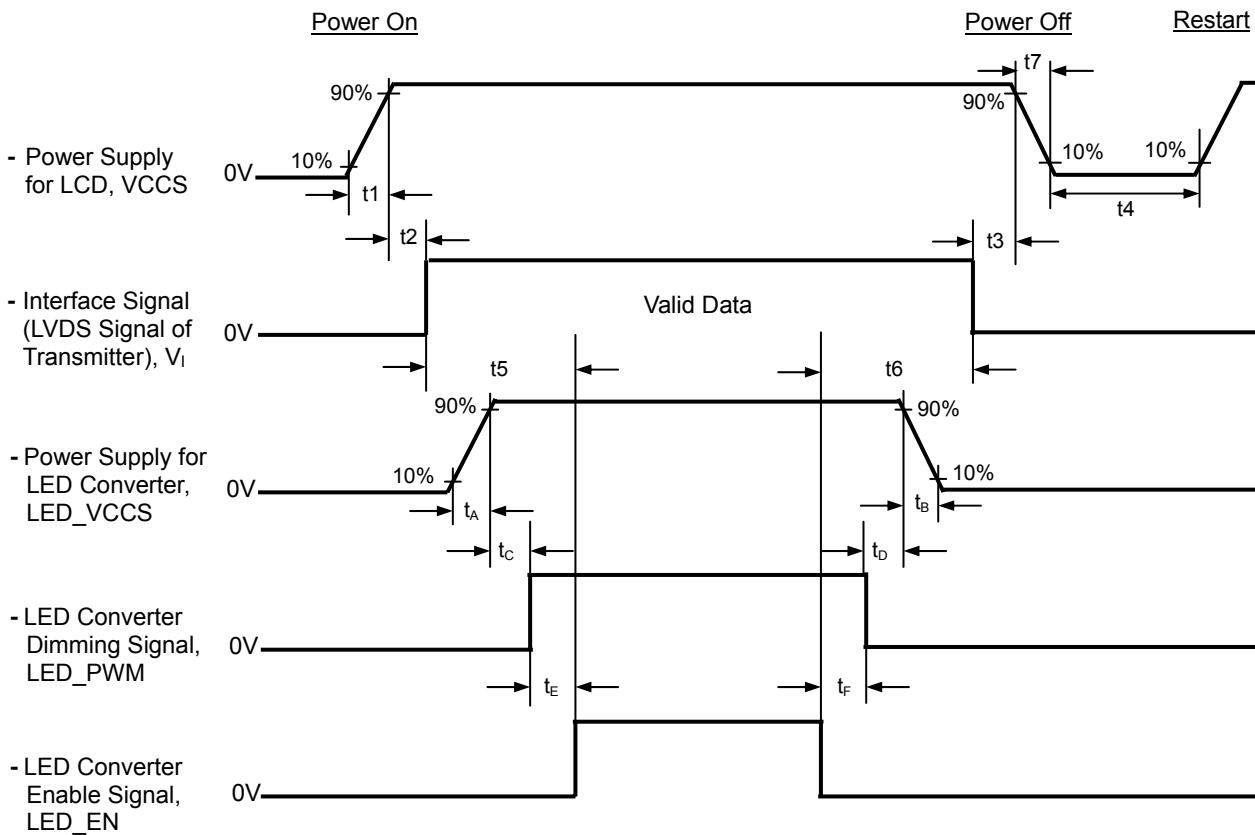 Power On
Power Off
Restart
t7
90%
90%
- Power Supply
for LCD, VCCS
0V
10%
10%
10%
t1
t4
t2
t3
- Interface Signal
(LVDS Signal of
Transmitter), VI
0V
Valid Data
t5
t6
90%
90%
- Power Supply for
LED Converter,
LED_VCCS
0V
10%
10%
tA
tB
tC
tD
- LED Converter
Dimming Signal,
LED_PWM
0V
tE
tF
- LED Converter
Enable Signal,
LED_EN
0V